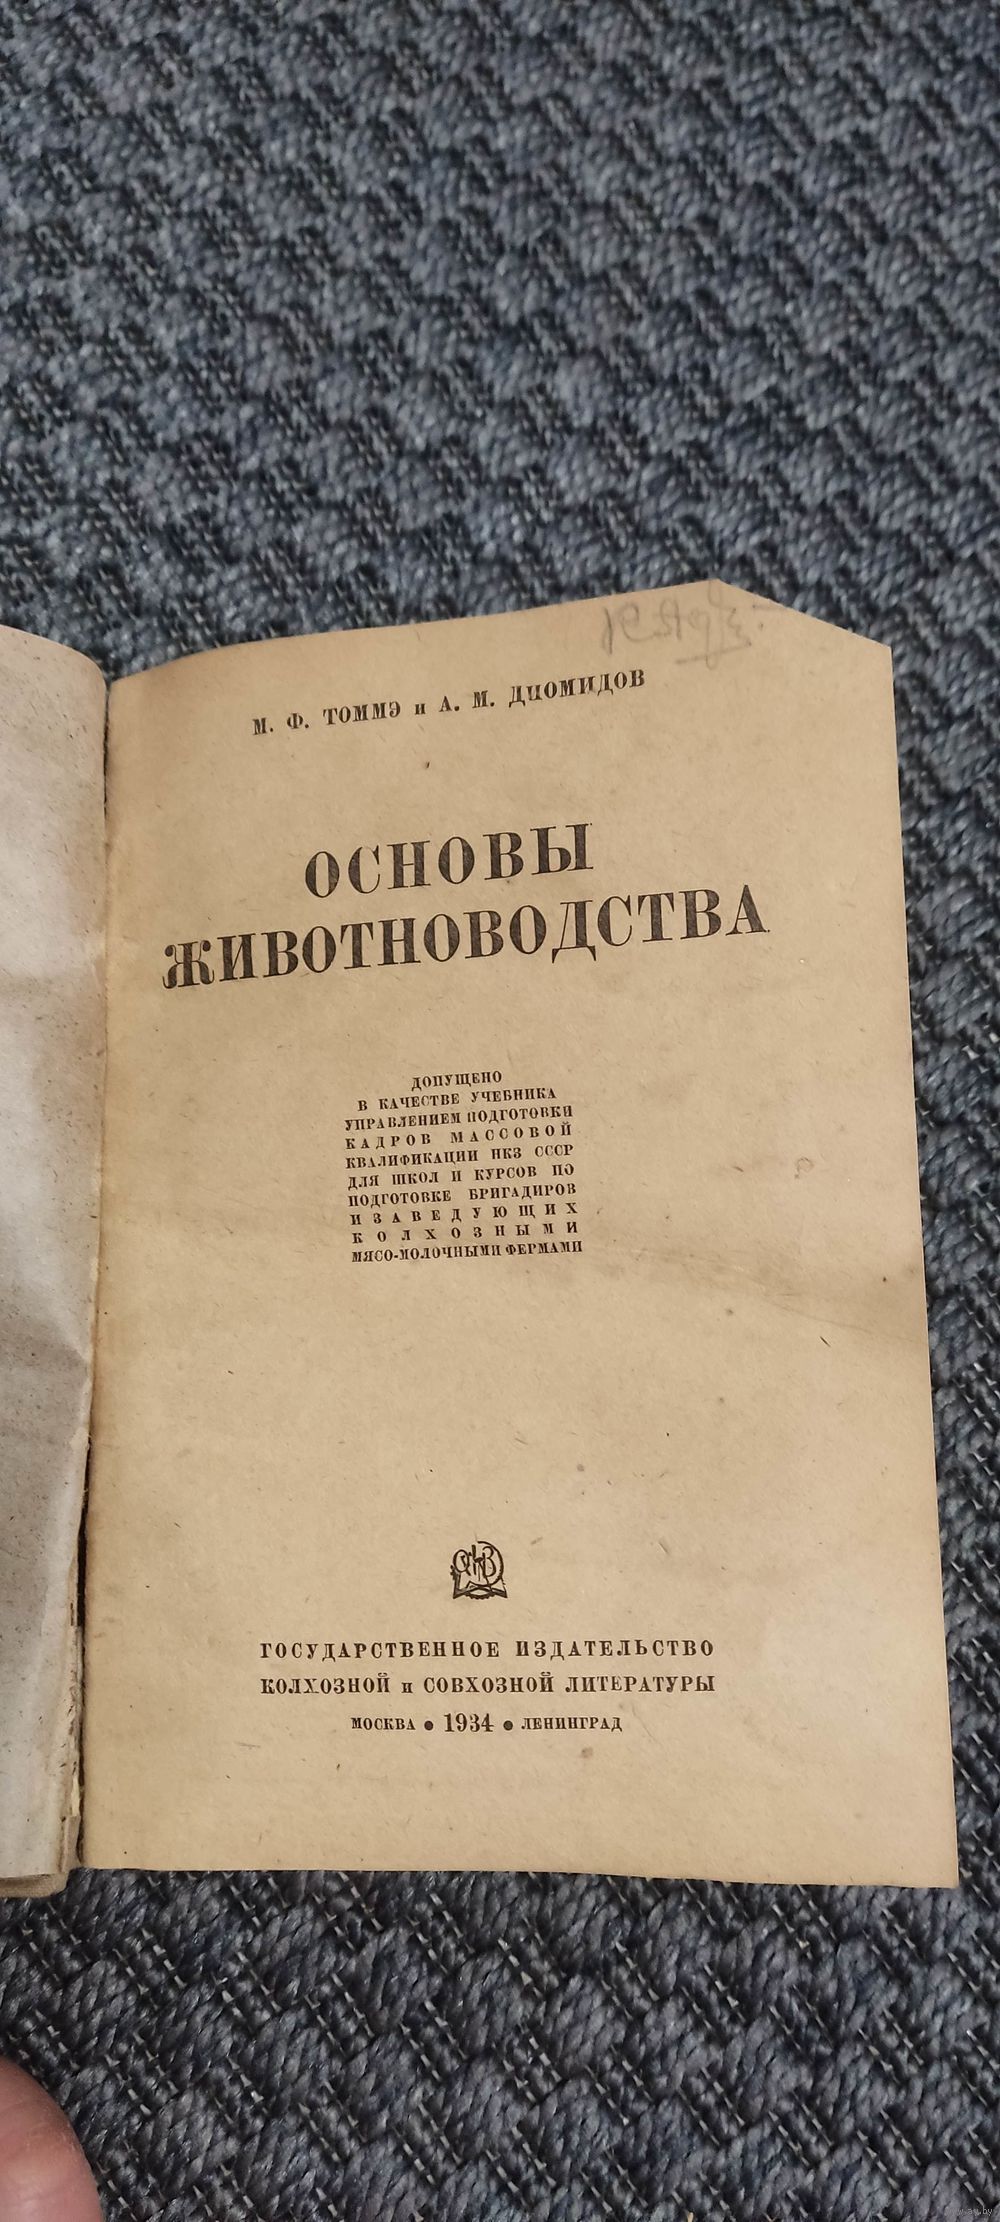 М. Ф. ТОММЭ и А. М. ДИОМИДОВ
ОСНОВЫ
ЖИВОТНОВОДСТВА
ДОПУЩЕНО
В КАЧЕСТВЕ УЧЕБНИКА
УПРАВЛЕНИЕМ ПОДГОТОВКИ
КАДРОВ МАССОВОЙ
КВАЛИФИКАЦИИ НКЗ СССР
ДЛЯ ШКОЛ И КУРСОВ ПО
ПОДГОТОВКЕ БРИГАДИРОВ
И ЗАВЕДУЮЩИХ
КОЛХОЗНЫМИ
МЯСО-МОЛОЧНЫМИ ФЕРМАМИ
ГОСУДАРСТВЕННОЕ ИЗДАТЕЛЬСТВО
КОЛХОЗНОЙ и СОВХОЗНОЙ ЛИТЕРАТУРЫ
МОСКВА • 1934 • ЛЕНИНГРАД